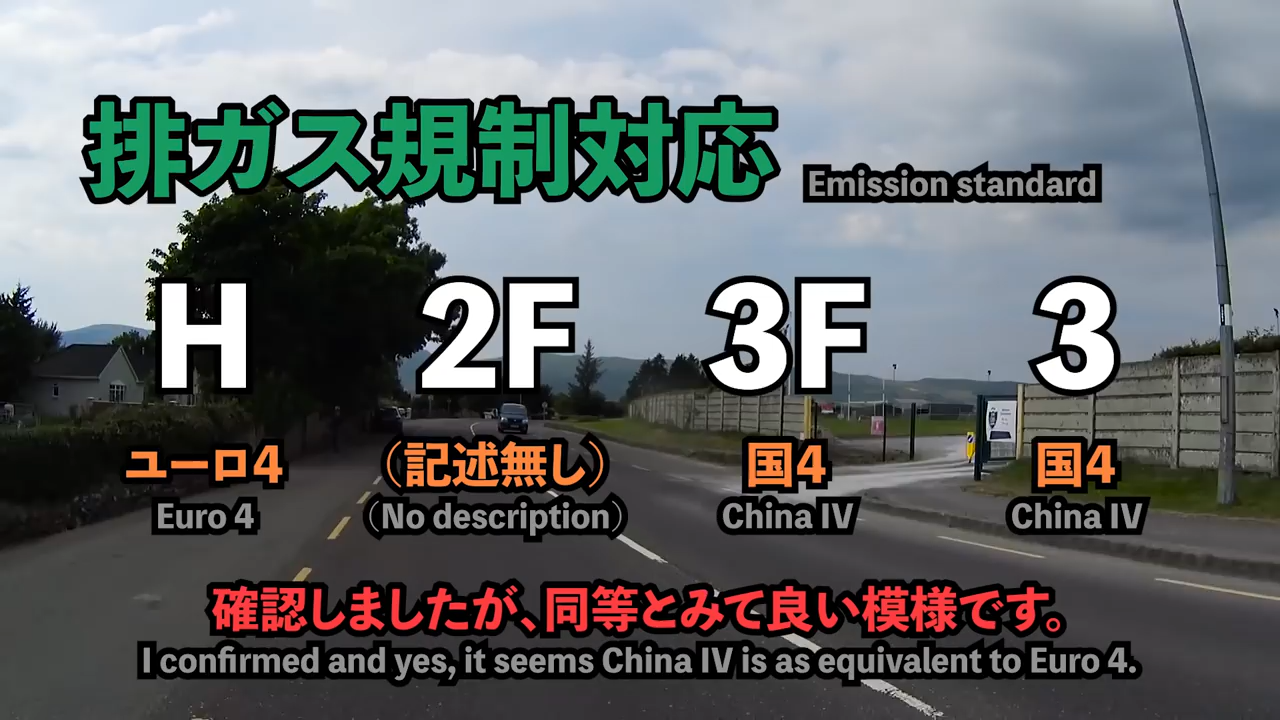 排ガス規制対応 Emission standard
H 2F 3F 3
ユーロ4 （記述無し） 国4 国4
Euro 4 （No description） China IV China IV
確認しましたが、同等とみて良い模様です。
I confirmed and yes, it seems China IV is as equivalent to Euro 4.